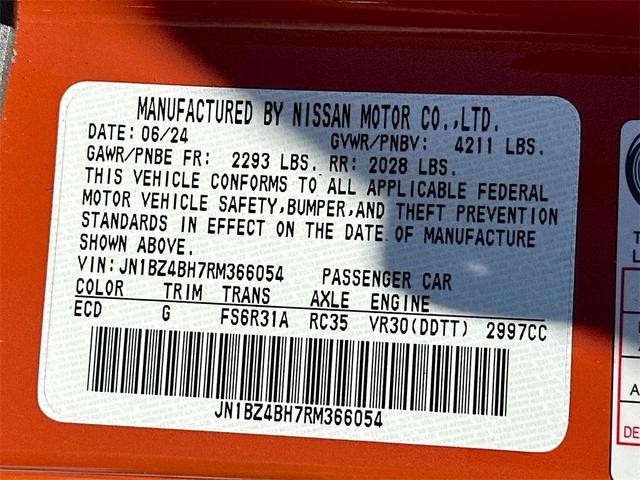 MANUFACTURED BY NISSAN MOTOR CO.,LTD.
DATE: 06/24 GVWR/PNBV: 4211 LBS.
GAWR/PNBE FR: 2293 LBS. RR: 2028 LBS.
THIS VEHICLE CONFORMS TO ALL APPLICABLE FEDERAL
MOTOR VEHICLE SAFETY,BUMPER,AND THEFT PREVENTION
STANDARDS IN EFFECT ON THE DATE OF MANUFACTURE
SHOWN ABOVE.
VIN:JN1BZ4BH7RM366054 PASSENGER CAR
COLOR TRIM TRANS AXLE ENGINE
ECD G FS6R31A RC35 VR30(DDTT) 2997CC
JN1BZ4BH7RM366054